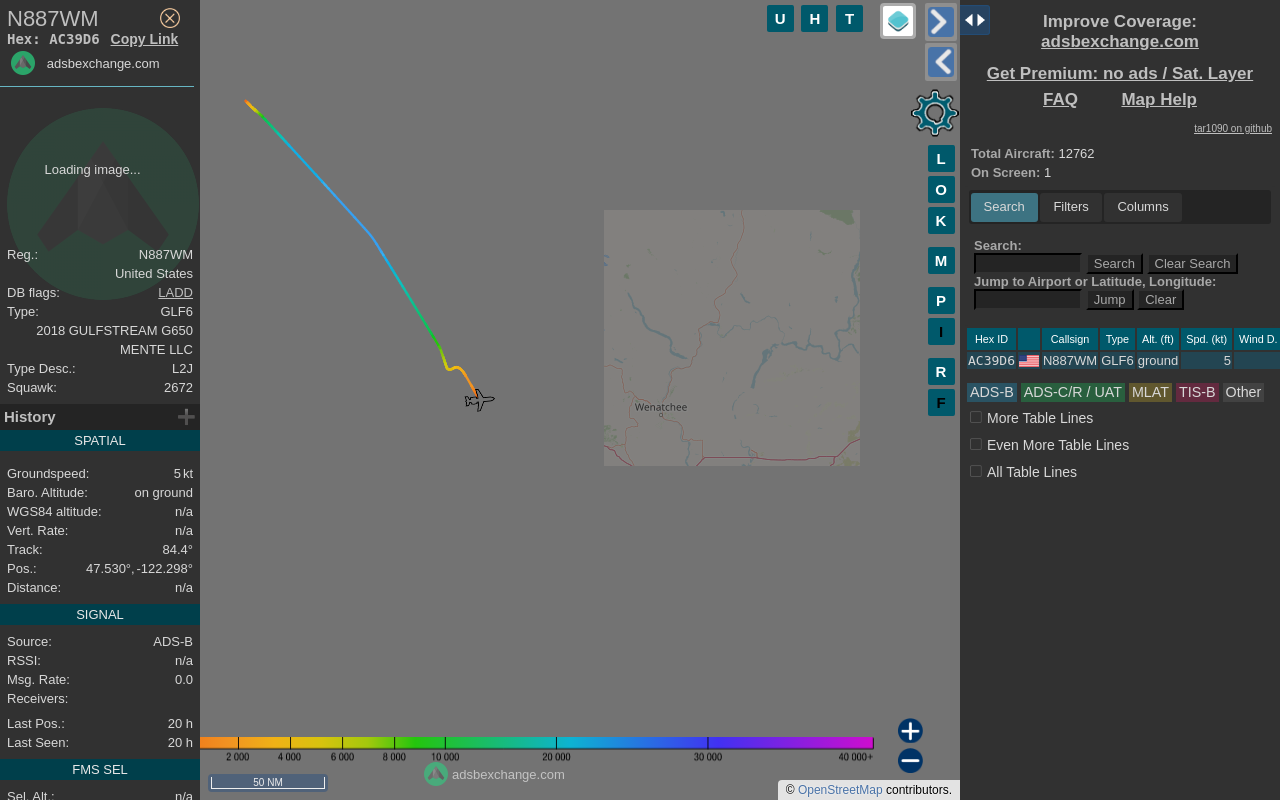 N887WM
Hex: AC39D6 Copy Link
adsbexchange.com
Loading image...
Reg.: N887WM
United States
DB flags: LADD
Type: GLF6
2018 GULFSTREAM G650
MENTE LLC
Type Desc.: L2J
Squawk: 2672
History
SPATIAL
Groundspeed: 5 kt
Baro. Altitude: on ground
WGS84 altitude: n/a
Vert. Rate: n/a
Track: 84.4°
Pos.: 47.530°, -122.298°
Distance: n/a
SIGNAL
Source: ADS-B
RSSI: n/a
Msg. Rate: 0.0
Receivers:
Last Pos.: 20 h
Last Seen: 20 h
FMS SEL
Sel. Alt.: n/a
U H T
L
O
K
M
P
I
R
F
Wenatchee
2 000 4 000 6 000 8 000 10 000 20 000 30 000 40 000+
adsbexchange.com
50 NM
© OpenStreetMap contributors.
Improve Coverage:
adsbexchange.com
Get Premium: no ads / Sat. Layer
FAQ Map Help
tar1090 on github
Total Aircraft: 12762
On Screen: 1
Search Filters Columns
Search:
Search Clear Search
Jump to Airport or Latitude, Longitude:
Jump Clear
Hex ID Callsign Type Alt. (ft) Spd. (kt) Wind D.
AC39D6 N887WM GLF6 ground 5
ADS-B ADS-C/R / UAT MLAT TIS-B Other
More Table Lines
Even More Table Lines
All Table Lines